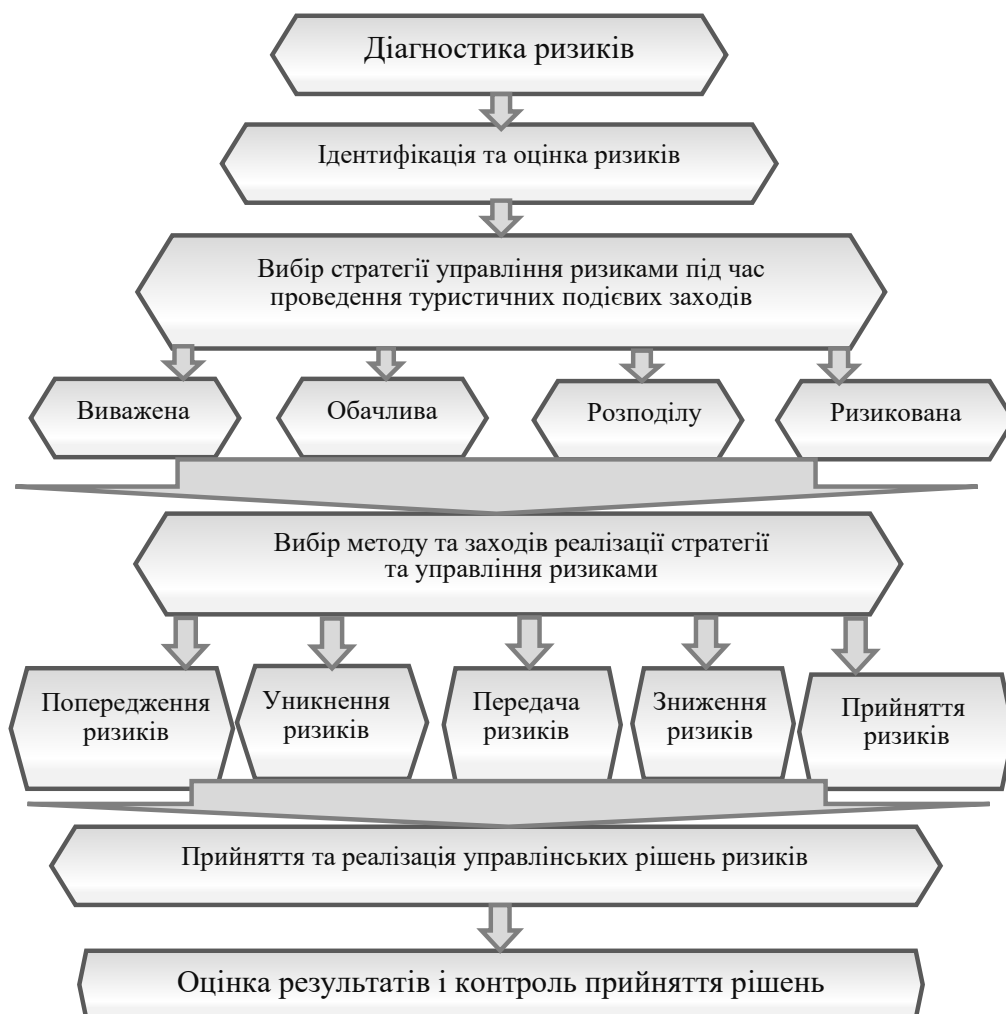 Діагностика ризиків
Ідентифікація та оцінка ризиків
Вибір стратегії управління ризиками під час
проведення туристичних подієвих заходів
Виважена
Обачлива
Розподілу
Ризикована
Вибір методу та заходів реалізації стратегії
та управління ризиками
Попередження
ризиків
Уникнення
ризиків
Передача
ризиків
Зниження
ризиків
Прийняття
ризиків
Прийняття та реалізація управлінських рішень ризиків
Оцінка результатів і контроль прийняття рішень